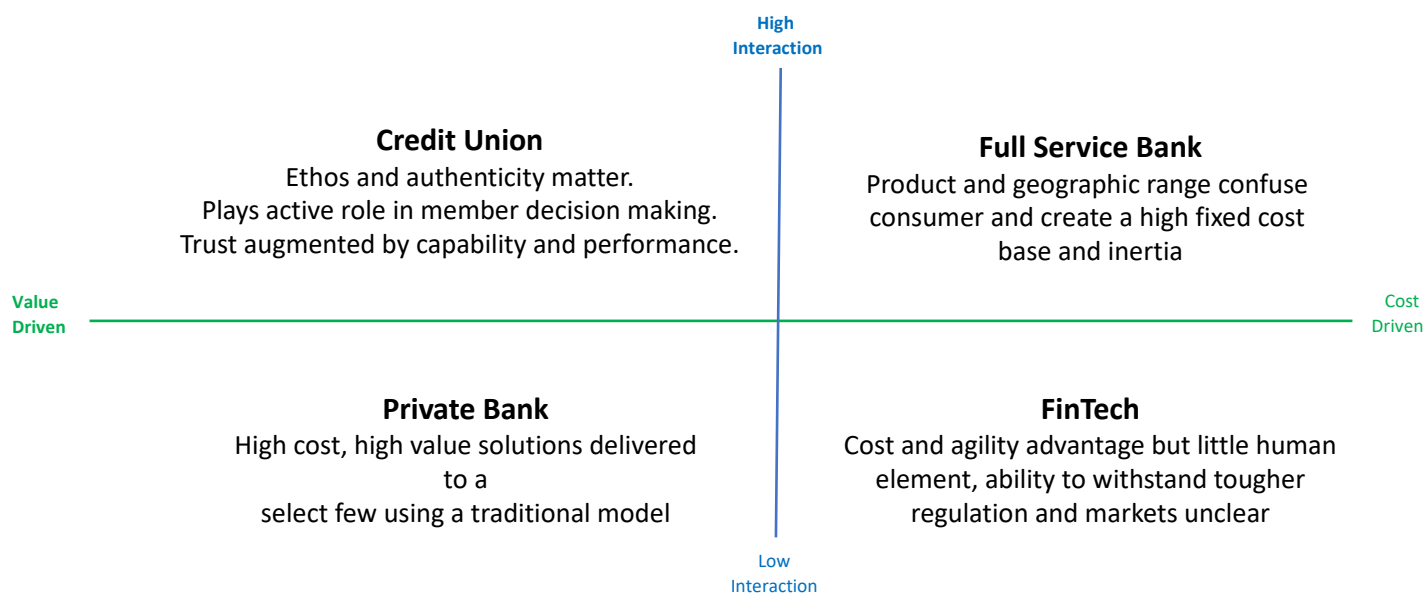 High
Interaction
Credit Union
Ethos and authenticity matter.
Plays active role in member decision making.
Trust augmented by capability and performance.
Full Service Bank
Product and geographic range confuse
consumer and create a high fixed cost
base and inertia
Value
Driven
Cost
Driven
Private Bank
High cost, high value solutions delivered
to a
select few using a traditional model
FinTech
Cost and agility advantage but little human
element, ability to withstand tougher
regulation and markets unclear
Low
Interaction